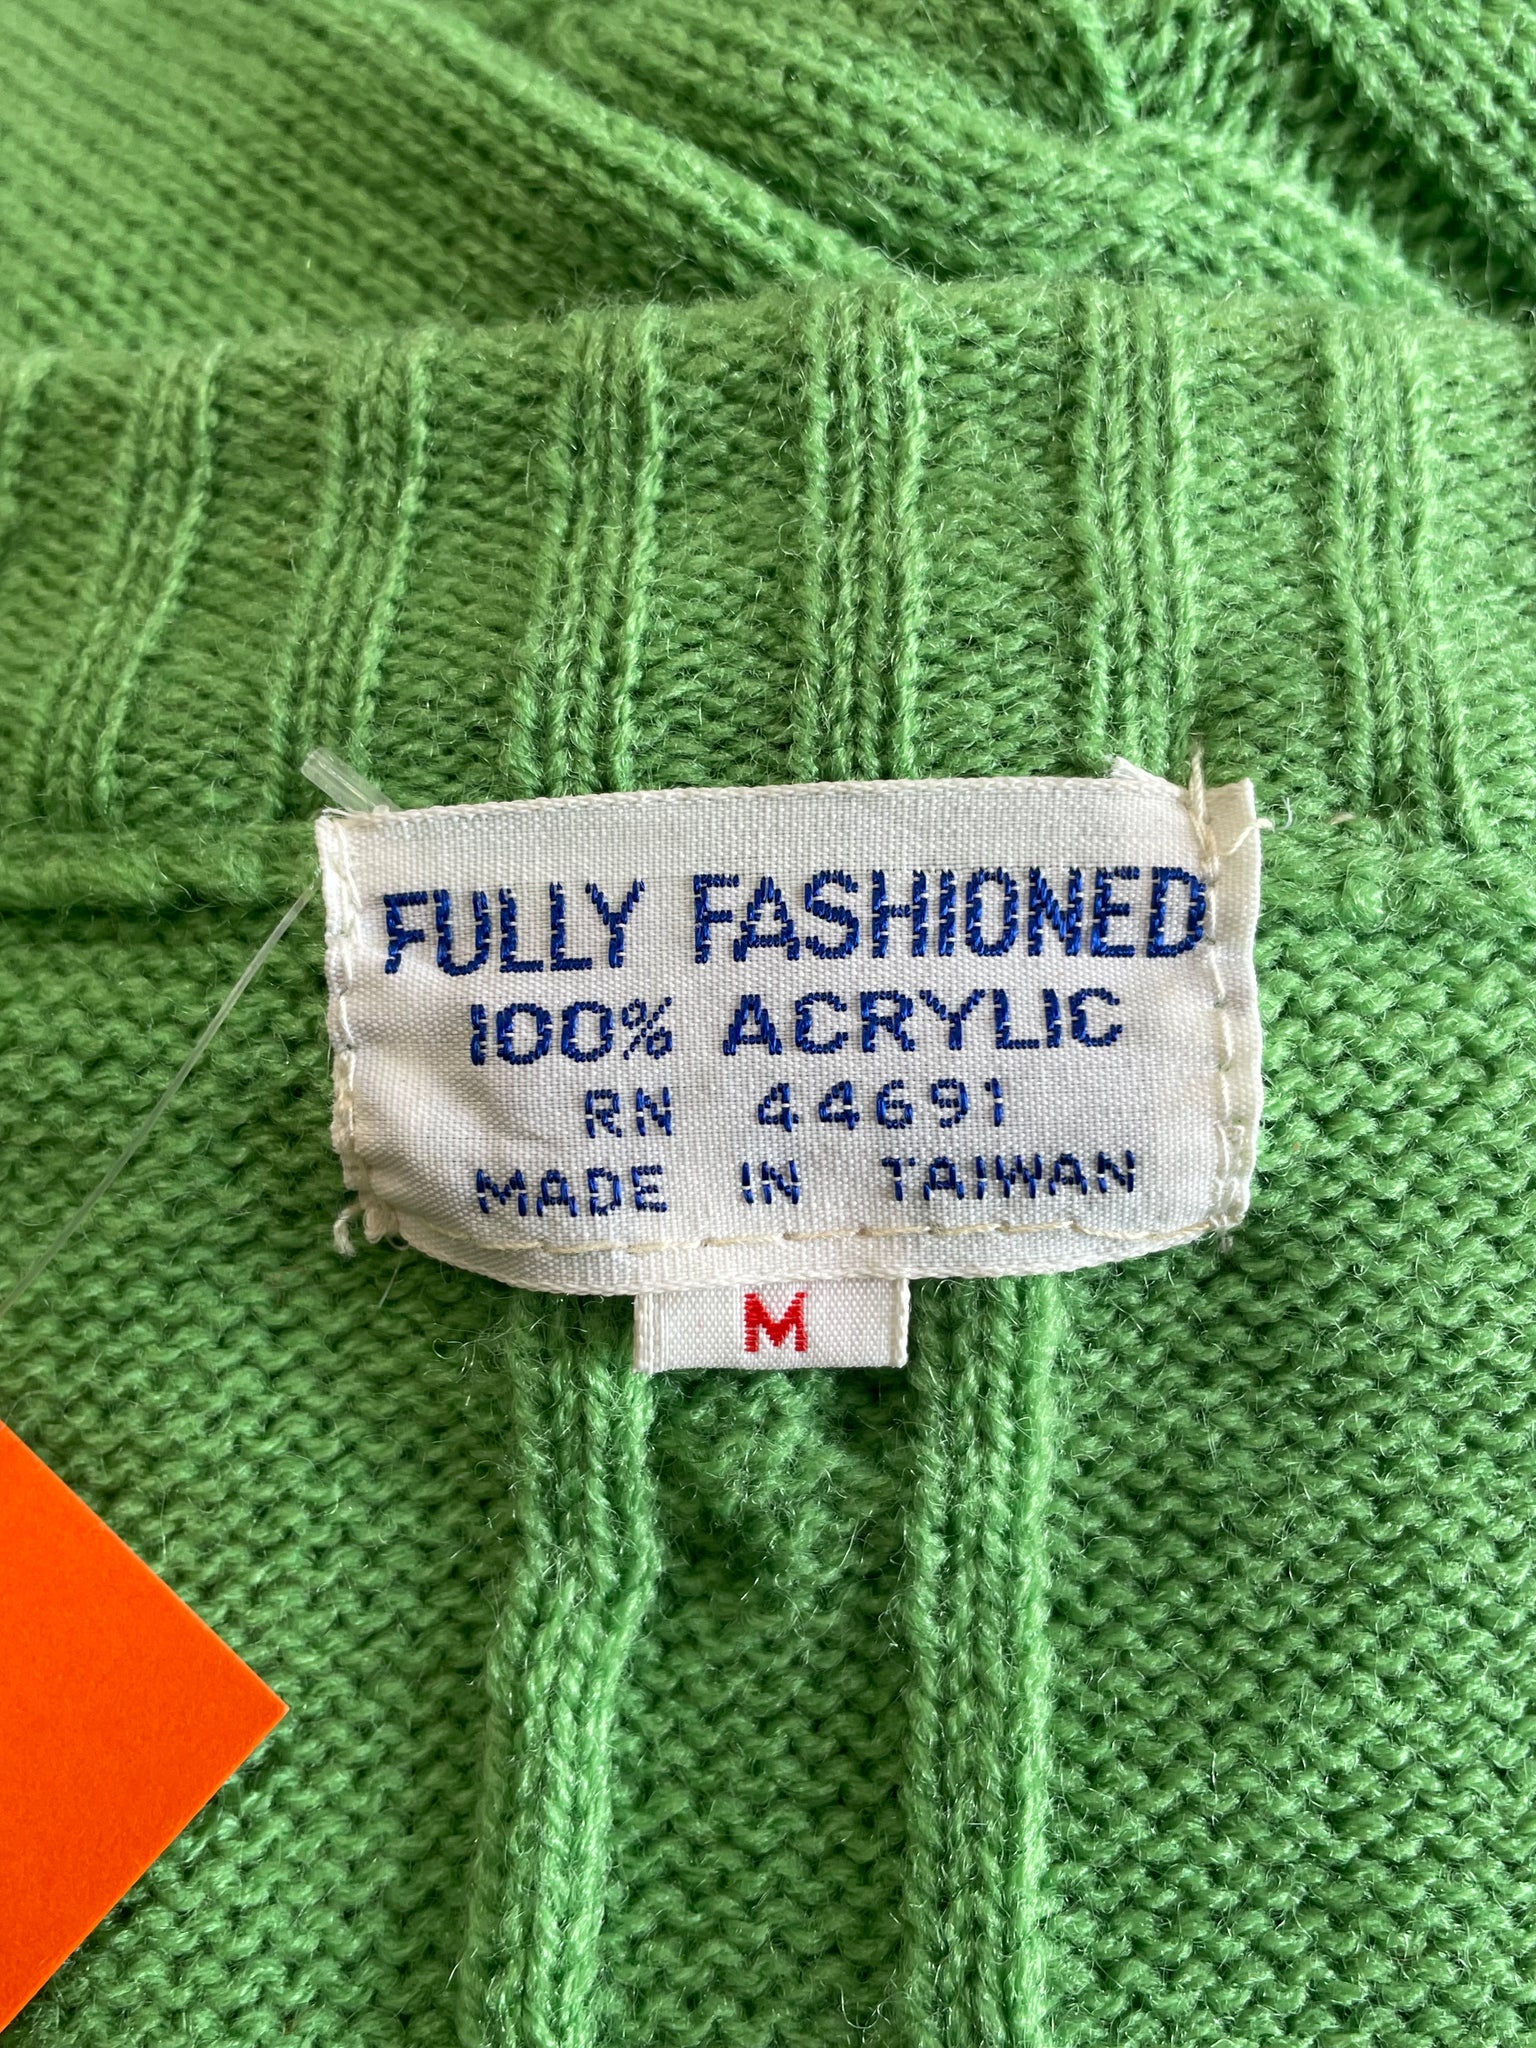 FULLY FASHIONED
100% ACRYLIC
RN 44691
MADE IN TAIWAN
M